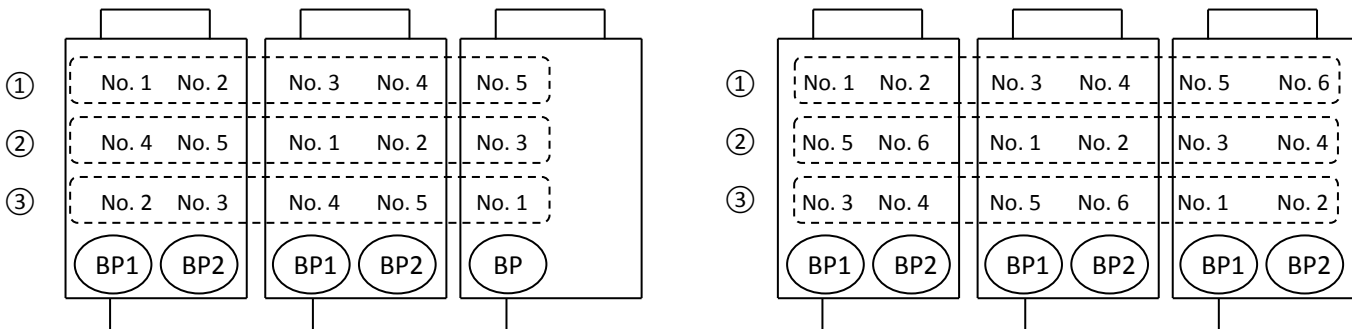 ① No. 1 No. 2 No. 3 No. 4 No. 5
② No. 4 No. 5 No. 1 No. 2 No. 3
③ No. 2 No. 3 No. 4 No. 5 No. 1
BP1 BP2 BP1 BP2 BP
① No. 1 No. 2 No. 3 No. 4 No. 5 No. 6
② No. 5 No. 6 No. 1 No. 2 No. 3 No. 4
③ No. 3 No. 4 No. 5 No. 6 No. 1 No. 2
BP1 BP2 BP1 BP2 BP1 BP2